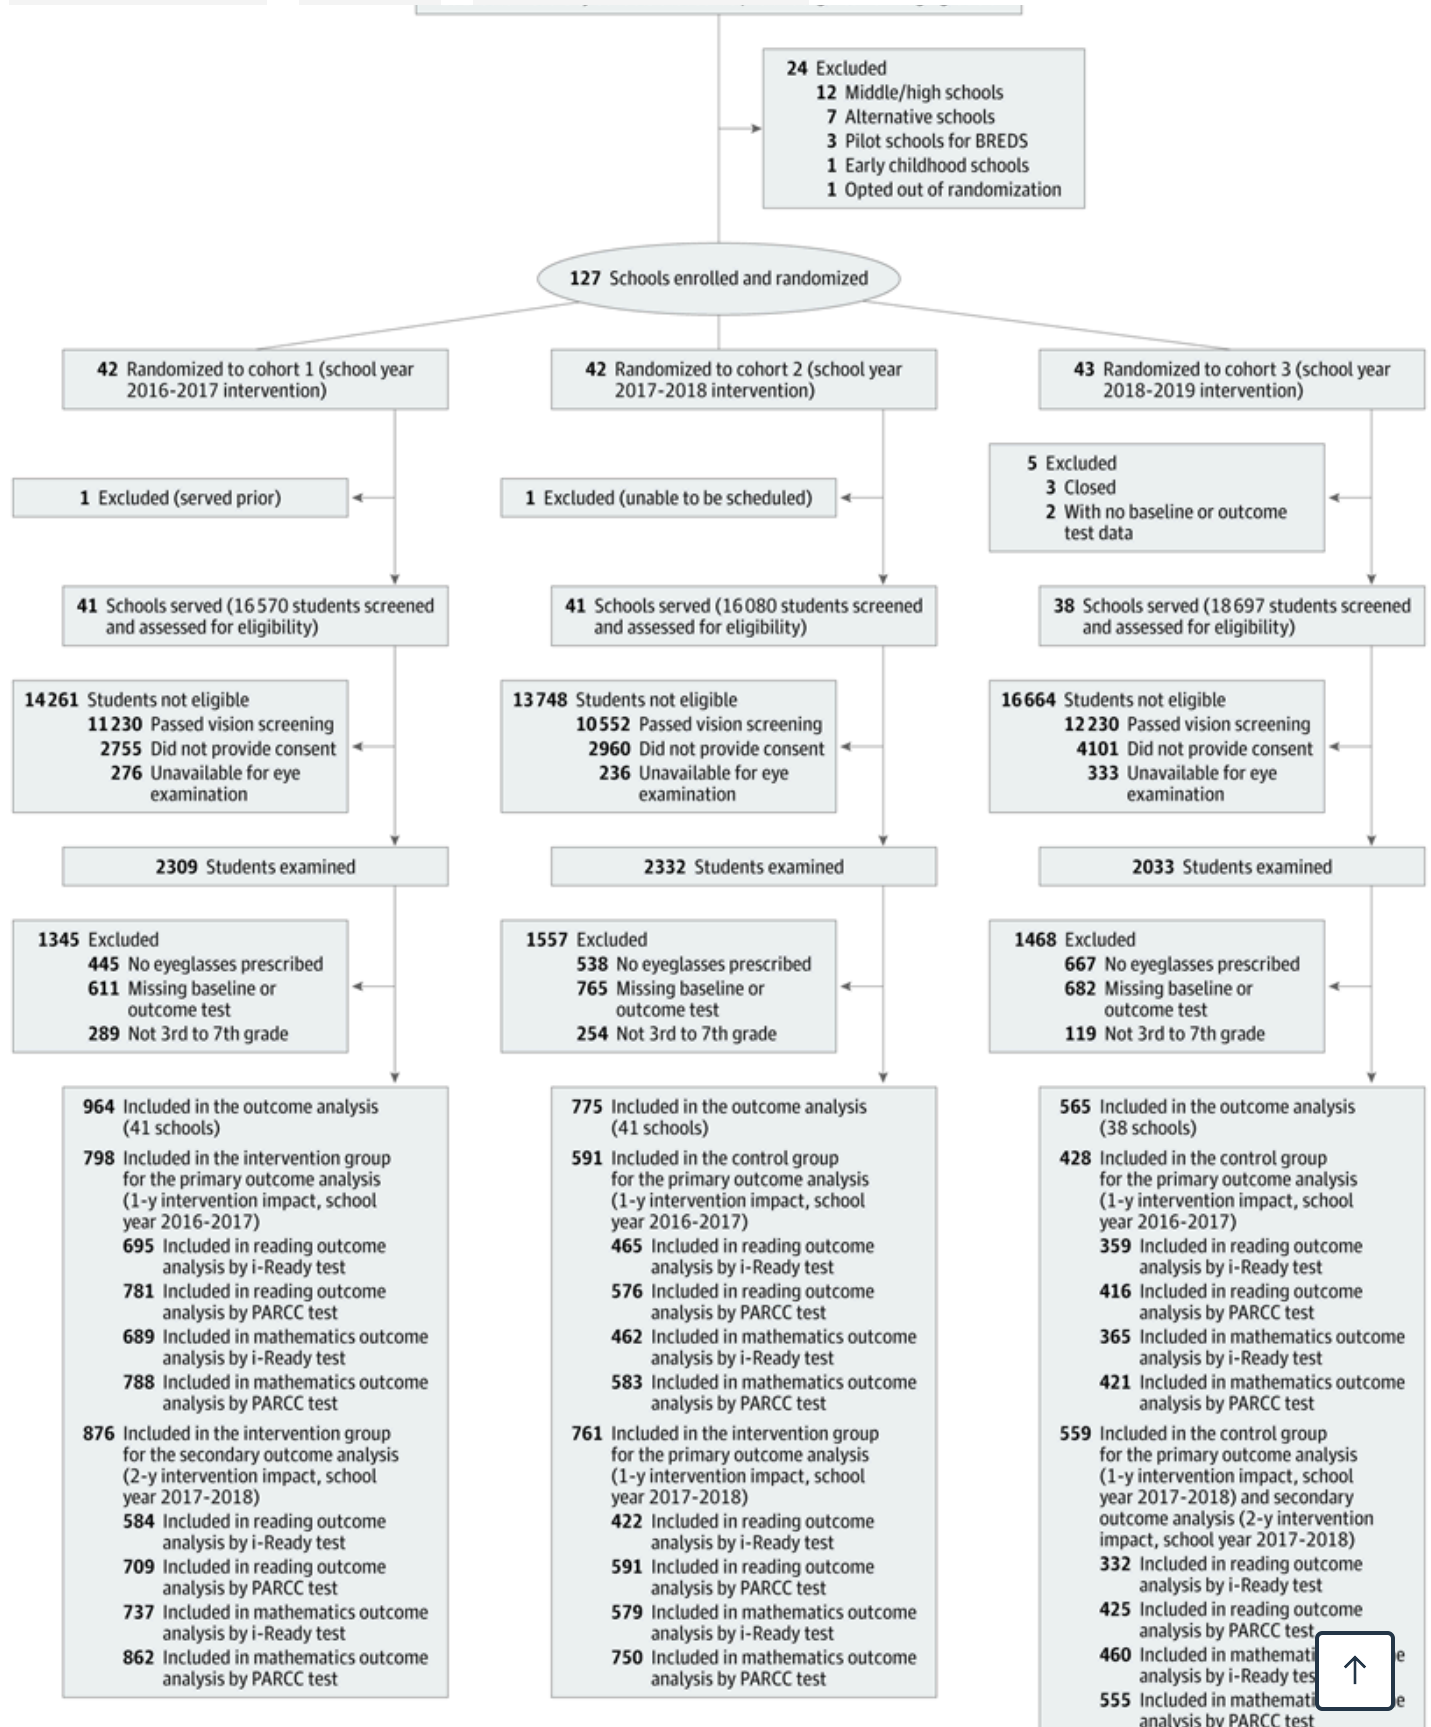 24 Excluded
12 Middle/high schools
7 Alternative schools
3 Pilot schools for BREDS
1 Early childhood schools
1 Opted out of randomization
127 Schools enrolled and randomized
42 Randomized to cohort 1 (school year
2016-2017 intervention)
42 Randomized to cohort 2 (school year
2017-2018 intervention)
43 Randomized to cohort 3 (school year
2018-2019 intervention)
1 Excluded (served prior)
1 Excluded (unable to be scheduled)
5 Excluded
3 Closed
2 With no baseline or outcome
test data
41 Schools served (16 570 students screened
and assessed for eligibility)
41 Schools served (16 080 students screened
and assessed for eligibility)
38 Schools served (18 697 students screened
and assessed for eligibility)
14 261 Students not eligible
11 230 Passed vision screening
2755 Did not provide consent
276 Unavailable for eye
examination
13 748 Students not eligible
10 552 Passed vision screening
2960 Did not provide consent
236 Unavailable for eye
examination
16 664 Students not eligible
12 230 Passed vision screening
4101 Did not provide consent
333 Unavailable for eye
examination
2309 Students examined
2332 Students examined
2033 Students examined
1345 Excluded
445 No eyeglasses prescribed
611 Missing baseline or
outcome test
289 Not 3rd to 7th grade
1557 Excluded
538 No eyeglasses prescribed
765 Missing baseline or
outcome test
254 Not 3rd to 7th grade
1468 Excluded
667 No eyeglasses prescribed
682 Missing baseline or
outcome test
119 Not 3rd to 7th grade
964 Included in the outcome analysis
(41 schools)
798 Included in the intervention group
for the primary outcome analysis
(1-y intervention impact, school
year 2016-2017)
695 Included in reading outcome
analysis by i-Ready test
781 Included in reading outcome
analysis by PARCC test
689 Included in mathematics outcome
analysis by i-Ready test
788 Included in mathematics outcome
analysis by PARCC test
876 Included in the intervention group
for the secondary outcome analysis
(2-y intervention impact, school
year 2017-2018)
584 Included in reading outcome
analysis by i-Ready test
709 Included in reading outcome
analysis by PARCC test
737 Included in mathematics outcome
analysis by i-Ready test
862 Included in mathematics outcome
analysis by PARCC test
775 Included in the outcome analysis
(41 schools)
591 Included in the control group
for the primary outcome analysis
(1-y intervention impact, school
year 2016-2017)
465 Included in reading outcome
analysis by i-Ready test
576 Included in reading outcome
analysis by PARCC test
462 Included in mathematics outcome
analysis by i-Ready test
583 Included in mathematics outcome
analysis by PARCC test
761 Included in the intervention group
for the primary outcome analysis
(1-y intervention impact, school
year 2017-2018)
422 Included in reading outcome
analysis by i-Ready test
591 Included in reading outcome
analysis by PARCC test
579 Included in mathematics outcome
analysis by i-Ready test
750 Included in mathematics outcome
analysis by PARCC test
565 Included in the outcome analysis
(38 schools)
428 Included in the control group
for the primary outcome analysis
(1-y intervention impact, school
year 2016-2017)
359 Included in reading outcome
analysis by i-Ready test
416 Included in reading outcome
analysis by PARCC test
365 Included in mathematics outcome
analysis by i-Ready test
421 Included in mathematics outcome
analysis by PARCC test
559 Included in the control group
for the primary outcome analysis
(1-y intervention impact, school
year 2017-2018) and secondary
outcome analysis (2-y intervention
impact, school year 2017-2018)
332 Included in reading outcome
analysis by i-Ready test
425 Included in reading outcome
analysis by PARCC test
460 Included in
analysis by i-Ready
555 Included in
analysis by PARCC test